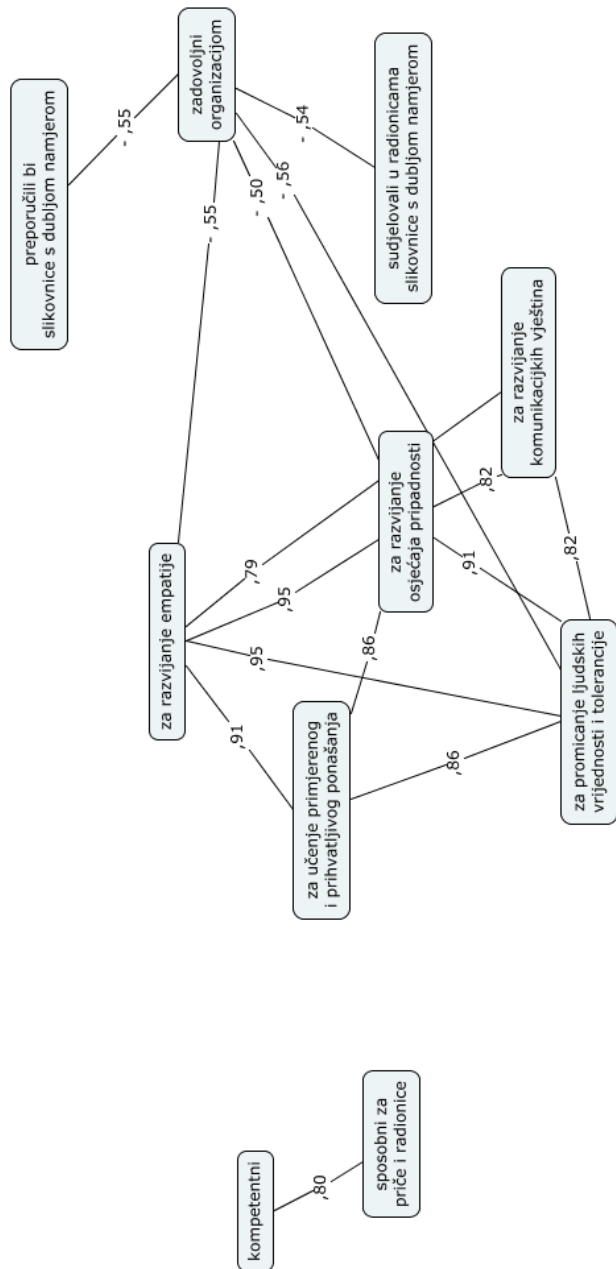 preporučili bi
slikovnice s dubljom namjerom
- ,55
za razvijanje empatije
zadovoljni
organizacijom
- ,55
,91
,79
kompetentni
- ,50
,95
,95
- ,56
- ,54
,80
za učenje primjerenog
i prihvatljivog ponašanja
,86
sposobni za
priče i radionice
za razvijanje
osjećaja pripadnosti
sudjelovali u radionicama
slikovnice s dubljom namjerom
,86
,91
,82
za razvijanje
komunikacijkih vještina
,82
za promicanje ljudskih
vrijednosti i tolerancije